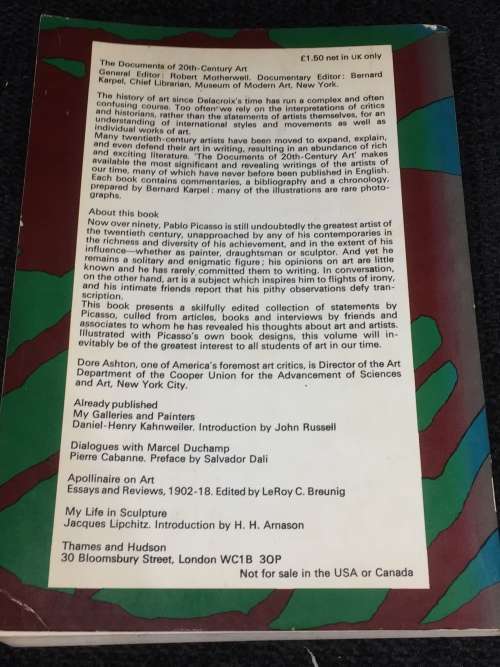 The Documents of 20th-Century Art
£1.50 net in UK only
General Editor: Robert Motherwell. Documentary Editor: Bernard
Karpel, Chief Librarian, Museum of Modern Art, New York.
The history of art since Delacroix's time has run a complex and often
confusing course. Too often we rely on the interpretations of critics
and historians, rather than the statements of artists themselves, for an
understanding of international styles and movements as well as
individual works of art.
Many twentieth-century artists have been moved to expand, explain,
and even defend their art in writing, resulting in an abundance of rich
and exciting literature. 'The Documents of 20th-Century Art' makes
available the most significant and revealing writings of the artists of
our time, many of which have never before been published in English.
Each book contains commentaries, a bibliography and a chronology,
prepared by Bernard Karpel: many of the illustrations are rare photo-
graphs.
About this book
Now over ninety, Pablo Picasso is still undoubtedly the greatest artist of
the twentieth century, unapproached by any of his contemporaries in
the richness and diversity of his achievement, and in the extent of his
influence—whether as painter, draughtsman or sculptor. And yet he
remains a solitary and enigmatic figure; his opinions on art are little
known and he has rarely committed them to writing. In conversation,
on the other hand, art is a subject which inspires him to flights of irony,
and his intimate friends report that his pithy observations defy tran-
scription.
This book presents a skilfully edited collection of statements by
Picasso, culled from articles, books and interviews by friends and
associates to whom he has revealed his thoughts about art and artists.
Illustrated with Picasso's own book designs, this volume will in-
evitably be of the greatest interest to all students of art in our time.
Dore Ashton, one of America's foremost art critics, is Director of the Art
Department of the Cooper Union for the Advancement of Sciences
and Art, New York City.
Already published
My Galleries and Painters
Daniel-Henry Kahnweiler. Introduction by John Russell
Dialogues with Marcel Duchamp
Pierre Cabanne. Preface by Salvador Dali
Apollinaire on Art
Essays and Reviews, 1902-18. Edited by LeRoy C. Breunig
My Life in Sculpture
Jacques Lipchitz. Introduction by H. H. Arnason
Thames and Hudson
30 Bloomsbury Street, London WC1B 3QP
Not for sale in the USA or Canada